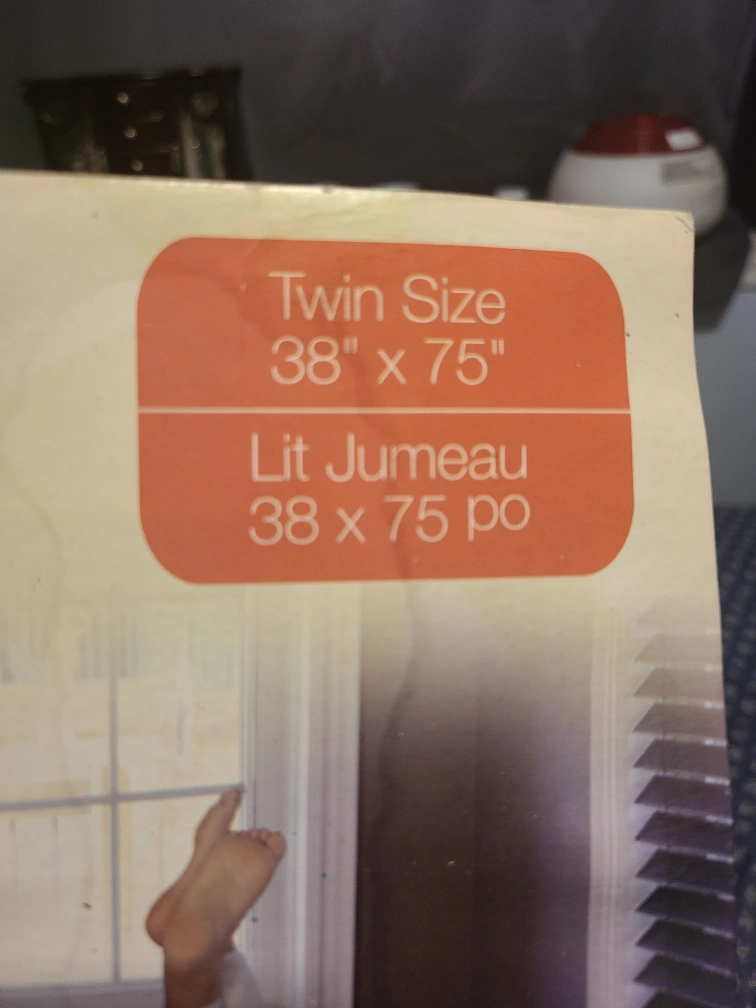 Twin Size
38" x 75"
Lit Jumeau
38 x 75 po